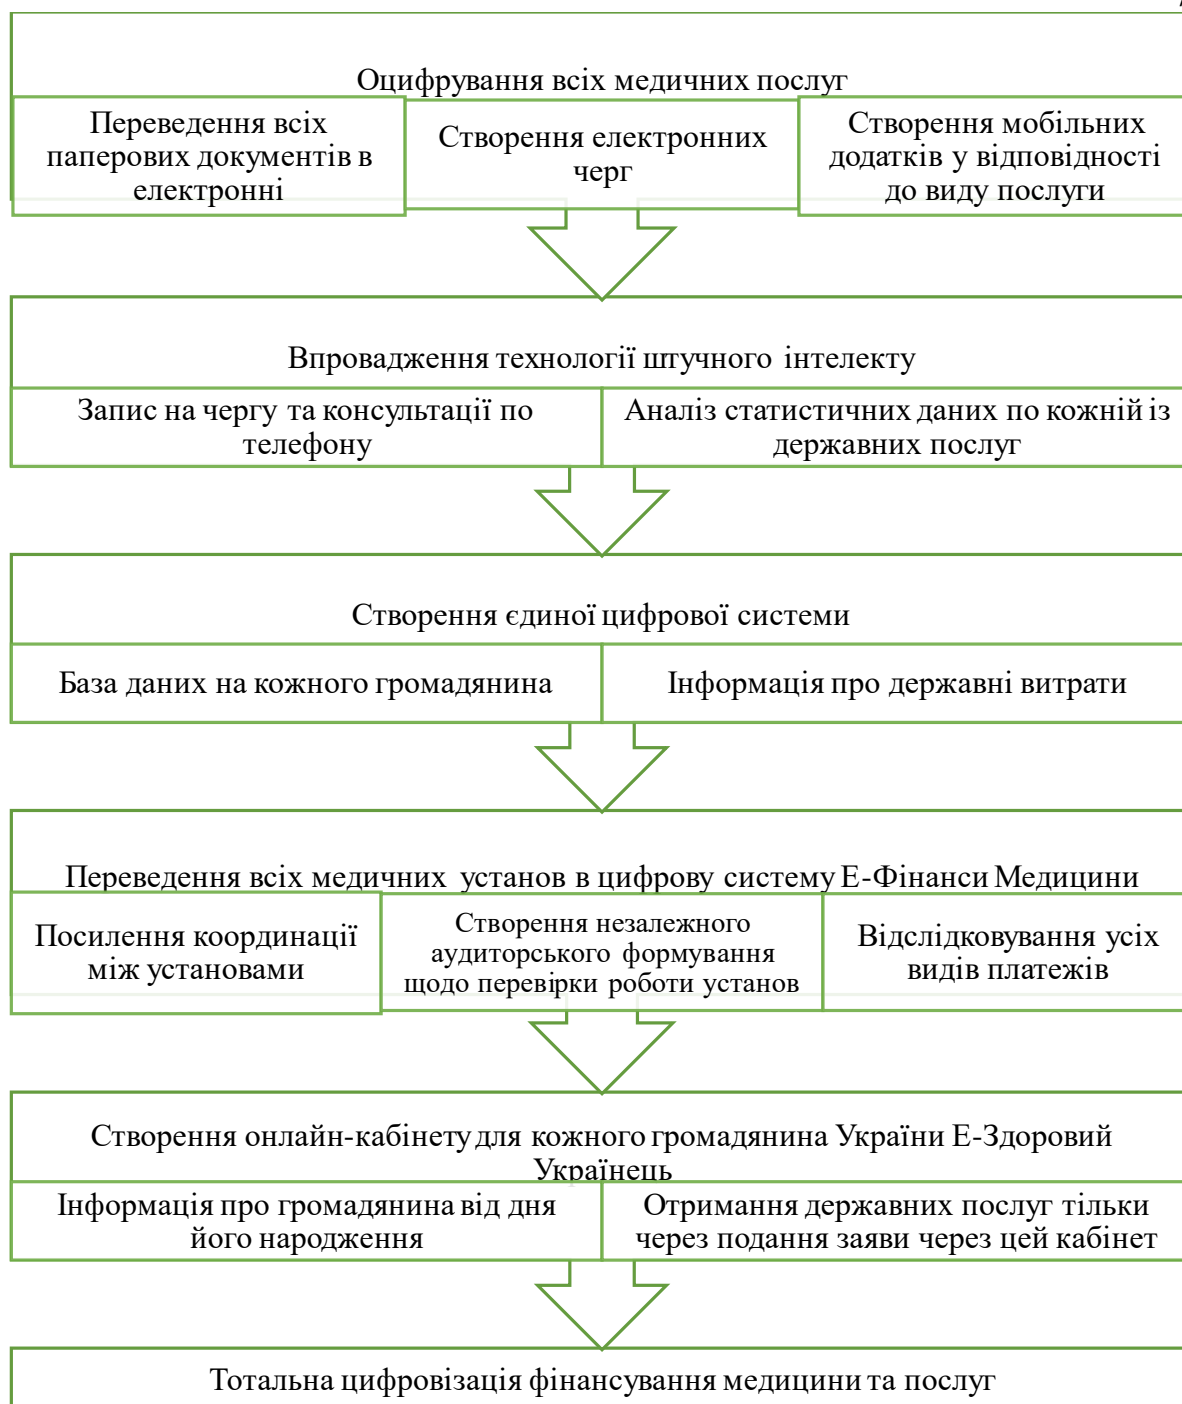 Оцифрування всіх медичних послуг
Переведення всіх
паперових документів в
електронні
Створення електронних
черг
Створення мобільних
додатків у відповідності
до виду послуги
Впровадження технології штучного інтелекту
Запис на чергу та консультації по
телефону
Аналіз статистичних даних по кожній із
державних послуг
Створення єдиної цифрової системи
База даних на кожного громадянина
Інформація про державні витрати
Переведення всіх медичних установ в цифрову систему Е-Фінанси Медицини
Посилення координації
між установами
Створення незалежного
аудиторського формування
щодо перевірки роботи установ
Відслідковування усіх
видів платежів
Створення онлайн-кабінету для кожного громадянина України Е-Здоровий
Українець
Інформація про громадянина від дня
його народження
Отримання державних послуг тільки
через подання заяви через цей кабінет
Тотальна цифровізація фінансування медицини та послуг